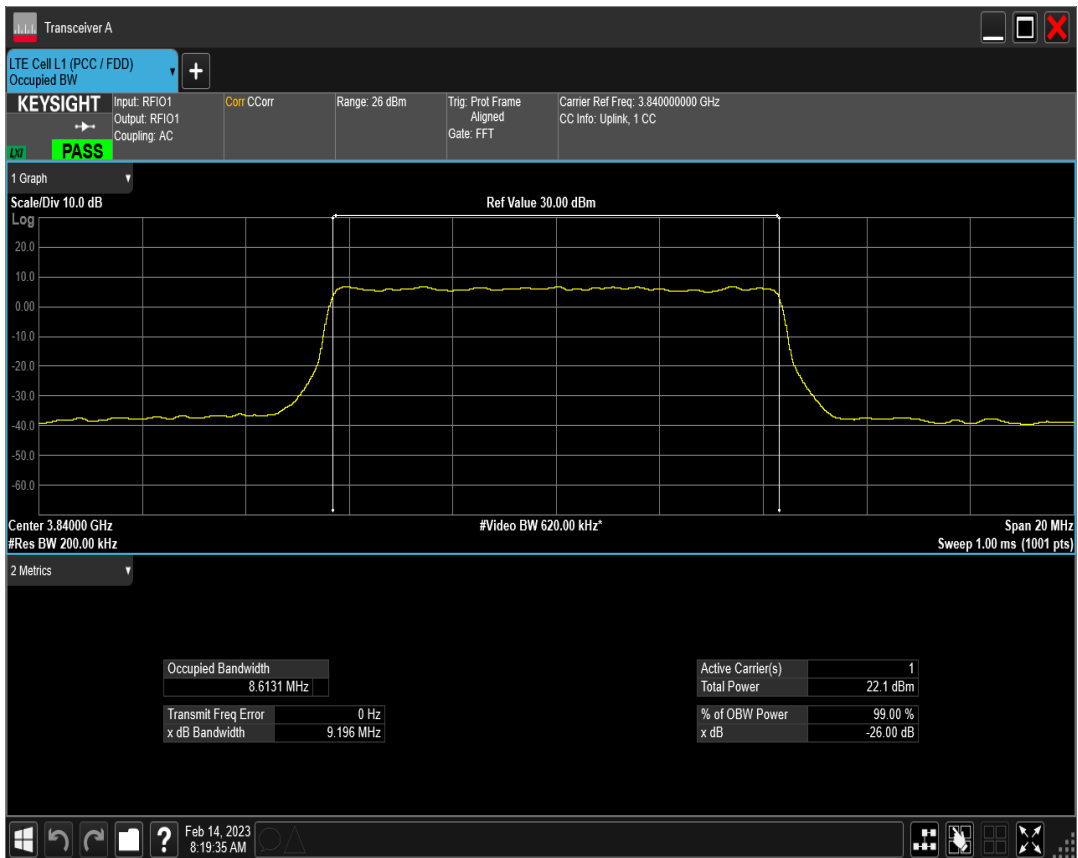 Transceiver A
LTE Cell L1 (PCC / FDD)
Occupied BW
KEYSIGHT
LXI
PASS
Input: RFIO1
Output: RFIO1
Coupling: AC
Corr CCorr
Range: 26 dBm
Trig: Prot Frame
Aligned
Gate: FFT
Carrier Ref Freq: 3.840000000 GHz
CC Info: Uplink, 1 CC
1 Graph
Scale/Div 10.0 dB
Ref Value 30.00 dBm
Log
20.0
10.0
0.00
-10.0
-20.0
-30.0
-40.0
-50.0
-60.0
Center 3.84000 GHz
#Video BW 620.00 kHz*
Span 20 MHz
#Res BW 200.00 kHz
Sweep 1.00 ms (1001 pts)
2 Metrics
Occupied Bandwidth
8.6131 MHz
Transmit Freq Error 0 Hz
x dB Bandwidth 9.196 MHz
Active Carrier(s) 1
Total Power 22.1 dBm
% of OBW Power 99.00 %
x dB -26.00 dB
?
Feb 14, 2023
8:19:35 AM